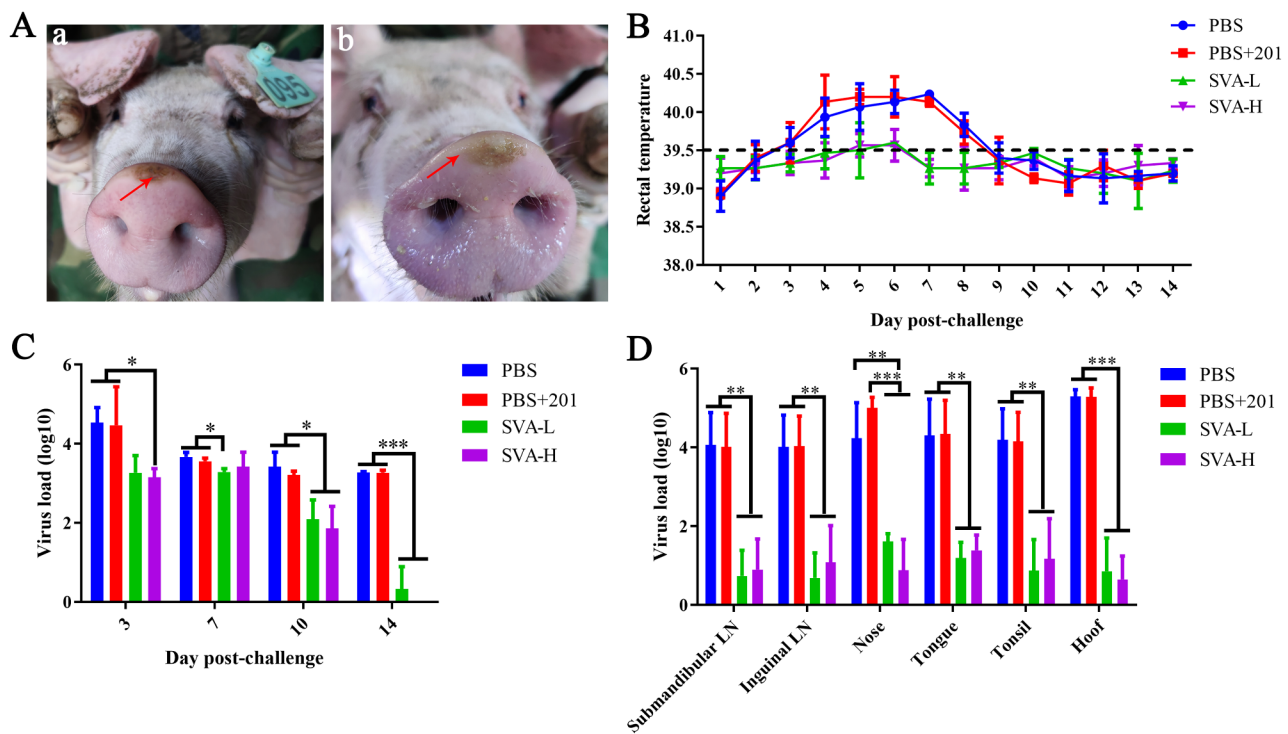 A
a
b
095
B
Rectal temperature
41.0
40.5
40.0
39.5
39.0
38.5
38.0
1
2
3
4
5
6
7
8
9
10
11
12
13
14
Day post-challenge
PBS
PBS+201
SVA-L
SVA-H
C
Virus load (log10)
6
4
2
0
*
*
*
***
3
7
10
14
Day post-challenge
PBS
PBS+201
SVA-L
SVA-H
D
Virus load (log10)
6
4
2
0
**
**
**
***
**
**
***
Submandibular LN
Inguinal LN
Nose
Tongue
Tonsil
Hoof
PBS
PBS+201
SVA-L
SVA-H